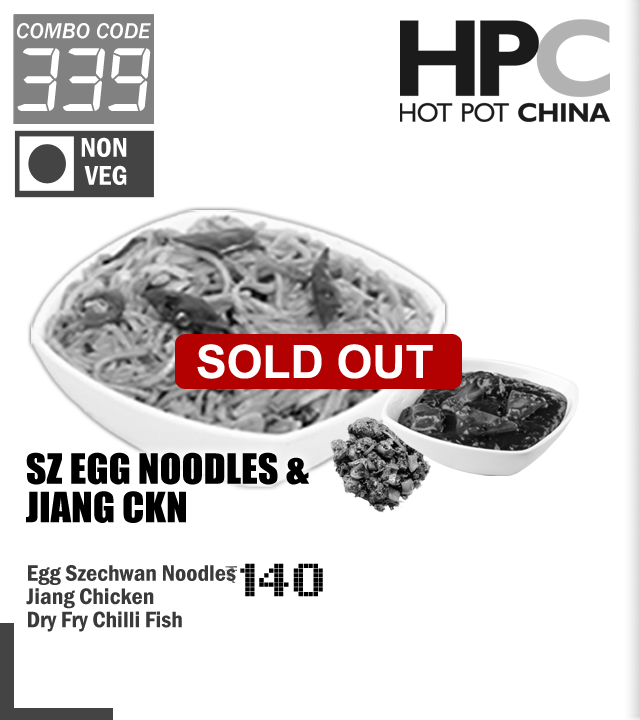 COMBO CODE
339
NON
VEG
HPC
HOT POT CHINA
SOLD OUT
SZ EGG NOODLES &
JIANG CKN
Egg Szechwan Noodles
₹140
Jiang Chicken
Dry Fry Chilli Fish